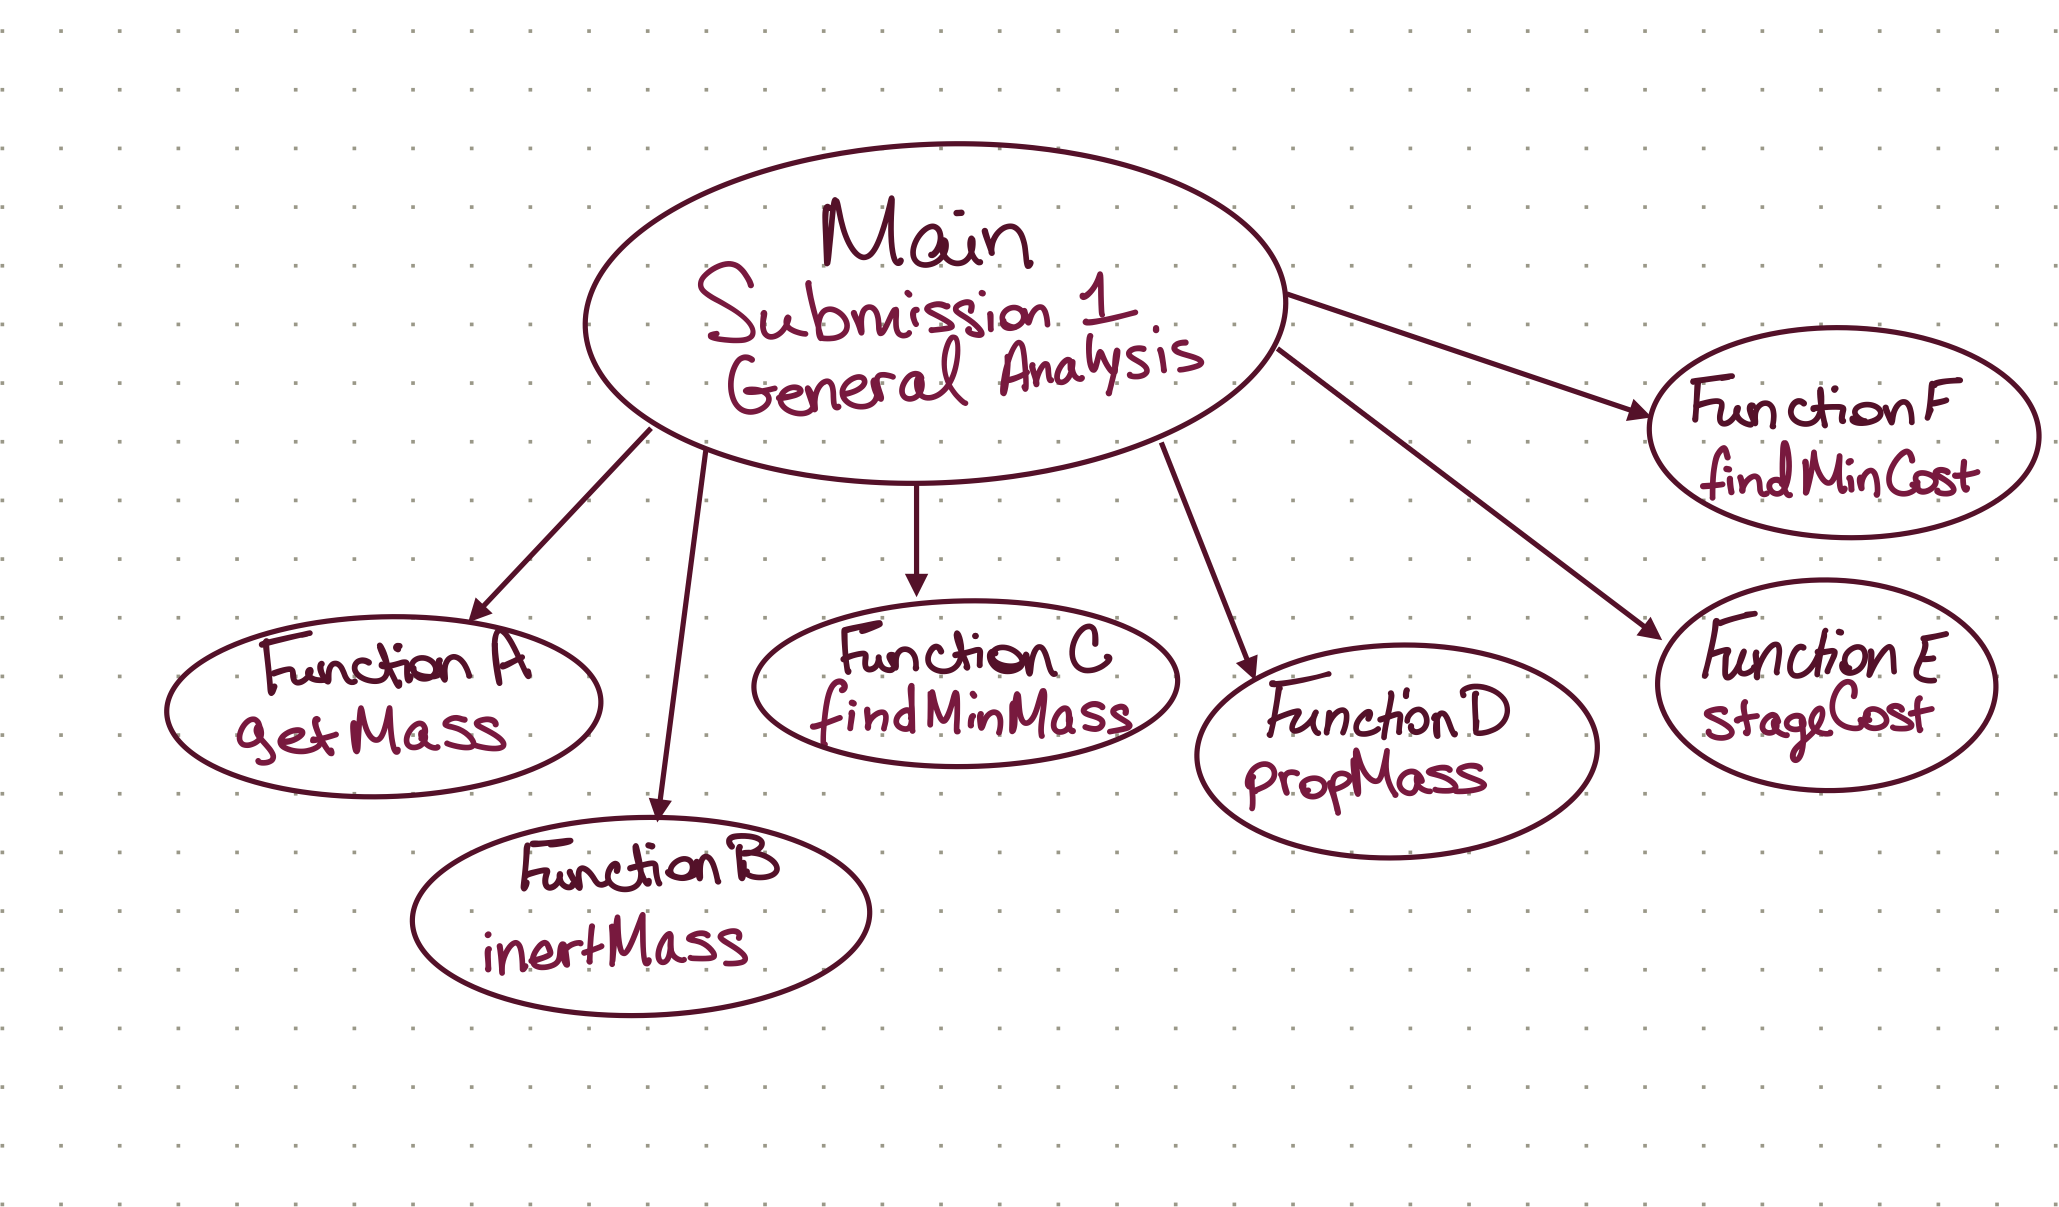 Main
Submission 1
General Analysis
Function A
getMass
Function B
inertMass
Function C
findMinMass
Function D
propMass
Function E
stageCost
Function F
findMinCost